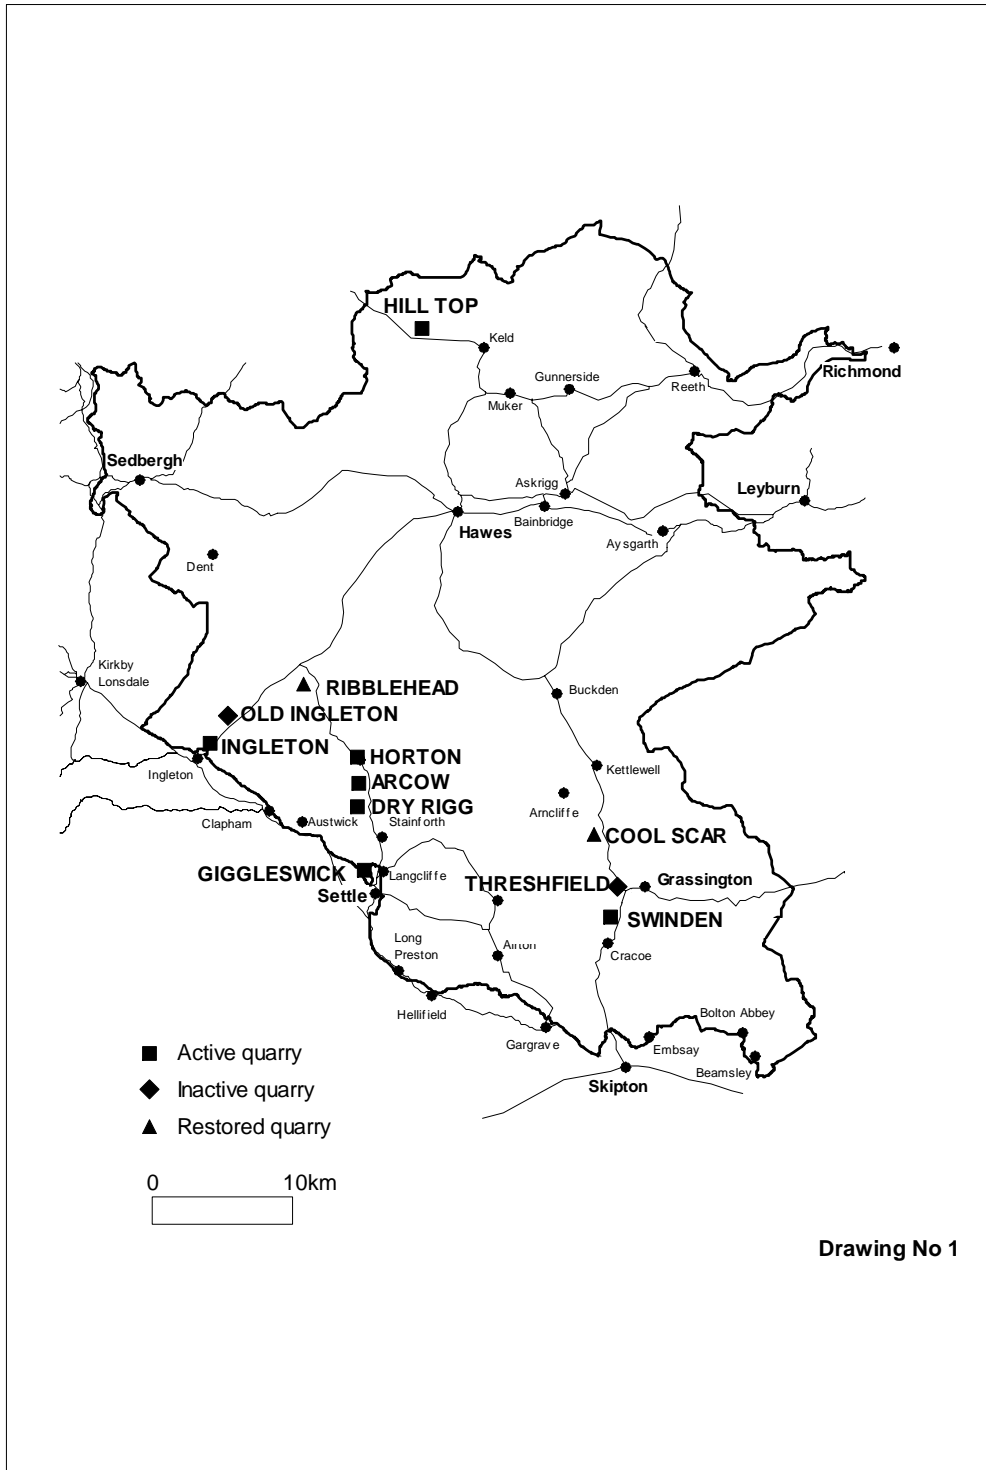 HILL TOP
Keld
Richmond
Gunnerside
Reeth
Muker
Sedbergh
Askrigg
Leyburn
Bainbridge
Hawes
Aysgarth
Dent
Kirkby
Lonsdale
RIBBLEHEAD
Buckden
OLD INGLETON
INGLETON
HORTON
Ingleton
Kettlewell
ARCOW
DRY RIGG
Arncliffe
Clapham
Austwick
Stainforth
COOL SCAR
GIGGLESWICK
Langcliffe
THRESHFIELD
Grassington
Settle
SWINDEN
Long
Preston
Airton
Cracoe
Hellifield
Bolton Abbey
Gargrave
Embsay
Beamsley
Skipton
Active quarry
Inactive quarry
Restored quarry
0 10km
Drawing No 1